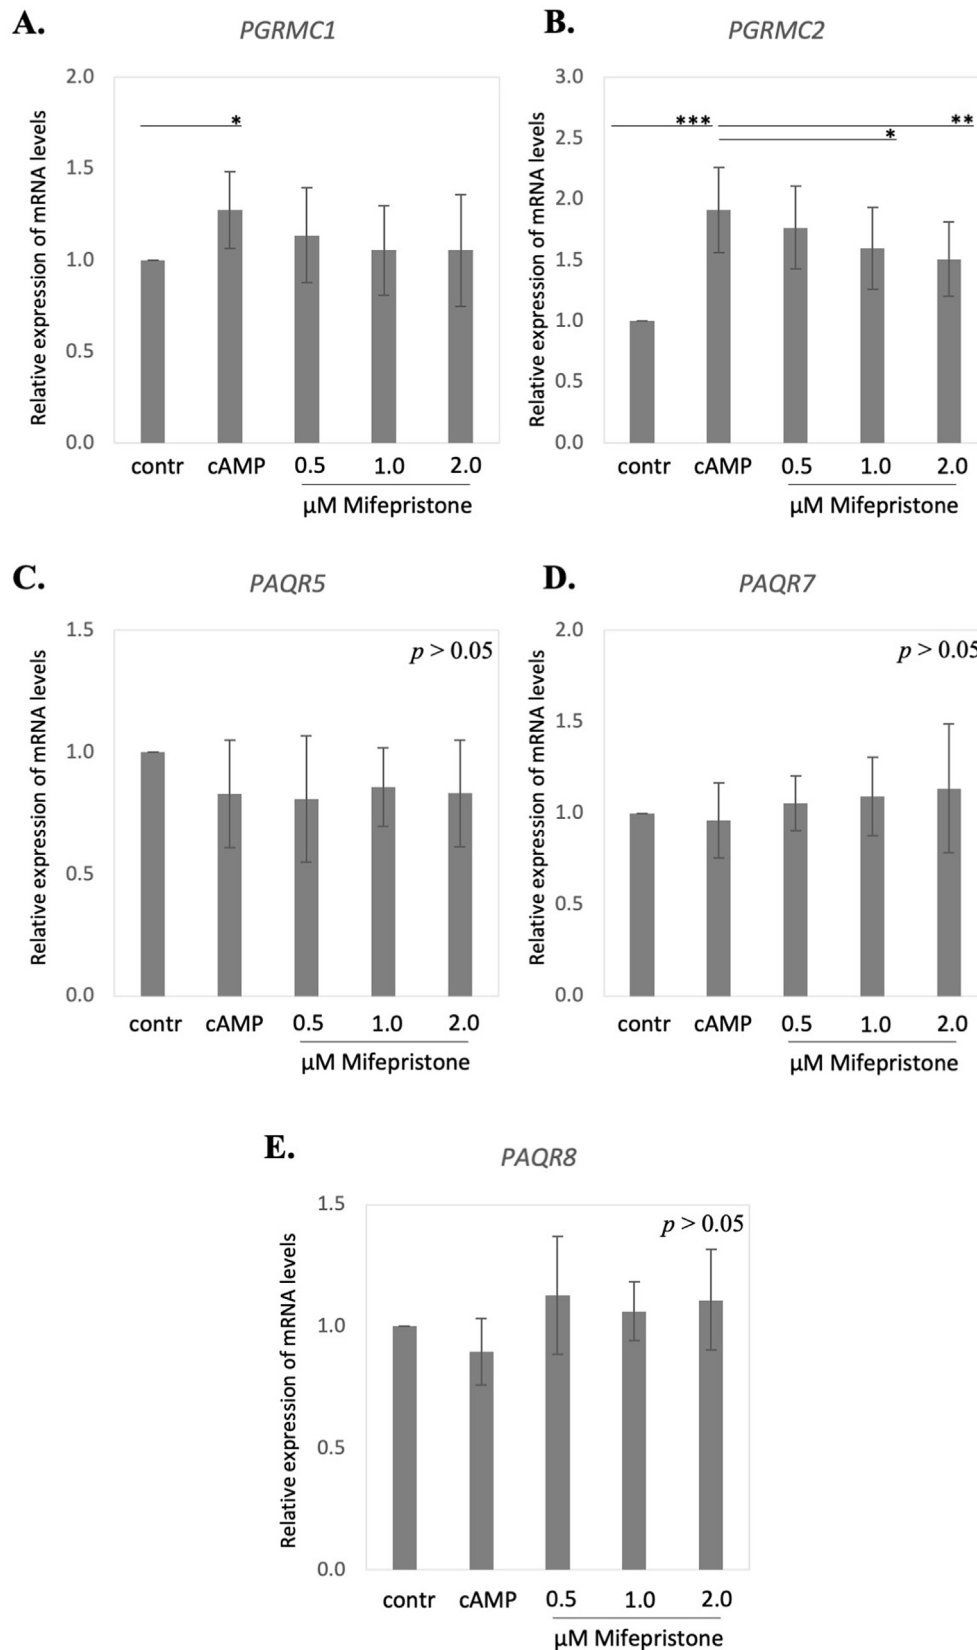 A.
PGRMC1
Relative expression of mRNA levels
2.0
1.5
1.0
0.5
0.0
*
contr cAMP 0.5 1.0 2.0
µM Mifepristone
B.
PGRMC2
Relative expression of mRNA levels
3.0
2.5
2.0
1.5
1.0
0.5
0.0
*** **
*
contr cAMP 0.5 1.0 2.0
µM Mifepristone
C.
PAQR5
Relative expression of mRNA levels
1.5
1.0
0.5
0.0
p > 0.05
contr cAMP 0.5 1.0 2.0
µM Mifepristone
D.
PAQR7
Relative expression of mRNA levels
2.0
1.5
1.0
0.5
0.0
p > 0.05
contr cAMP 0.5 1.0 2.0
µM Mifepristone
E.
PAQR8
Relative expression of mRNA levels
1.5
1.0
0.5
0.0
p > 0.05
contr cAMP 0.5 1.0 2.0
µM Mifepristone